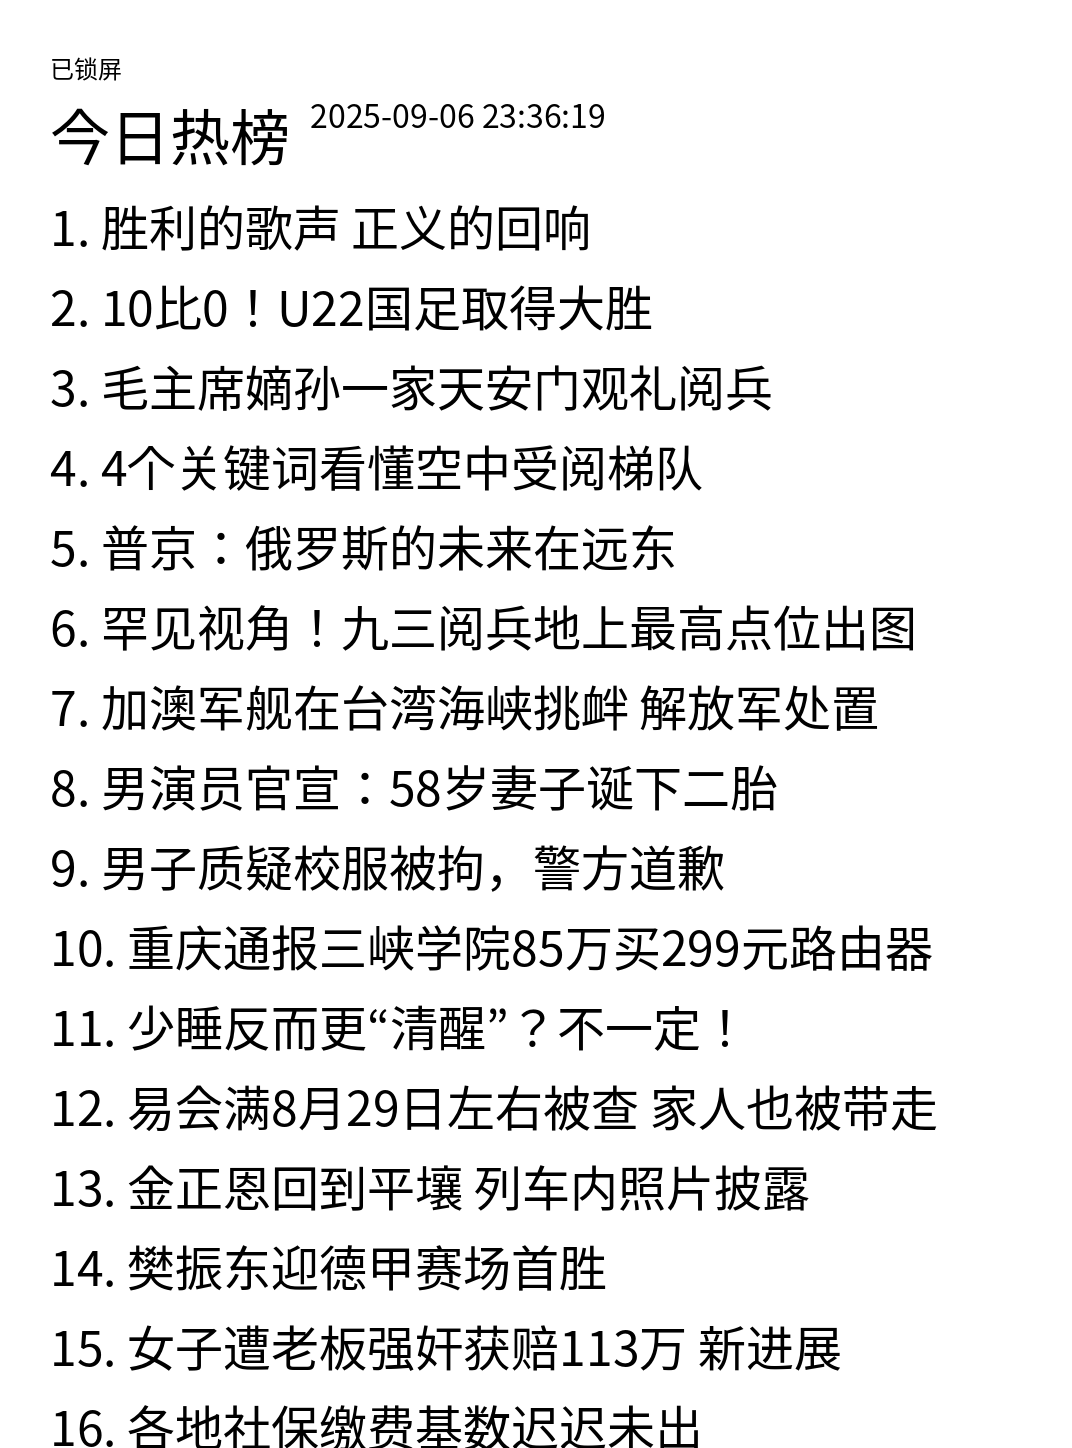 已锁屏
今日热榜 2025-09-06 23:36:19
1. 胜利的歌声 正义的回响
2. 10比0！U22国足取得大胜
3. 毛主席嫡孙一家天安门观礼阅兵
4. 4个关键词看懂空中受阅梯队
5. 普京：俄罗斯的未来在远东
6. 罕见视角！九三阅兵地上最高点位出图
7. 加澳军舰在台湾海峡挑衅 解放军处置
8. 男演员官宣：58岁妻子诞下二胎
9. 男子质疑校服被拘，警方道歉
10. 重庆通报三峡学院85万买299元路由器
11. 少睡反而更“清醒”？不一定！
12. 易会满8月29日左右被查 家人也被带走
13. 金正恩回到平壤 列车内照片披露
14. 樊振东迎德甲赛场首胜
15. 女子遭老板强奸获赔113万 新进展
16. 各地社保缴费基数迟迟未出